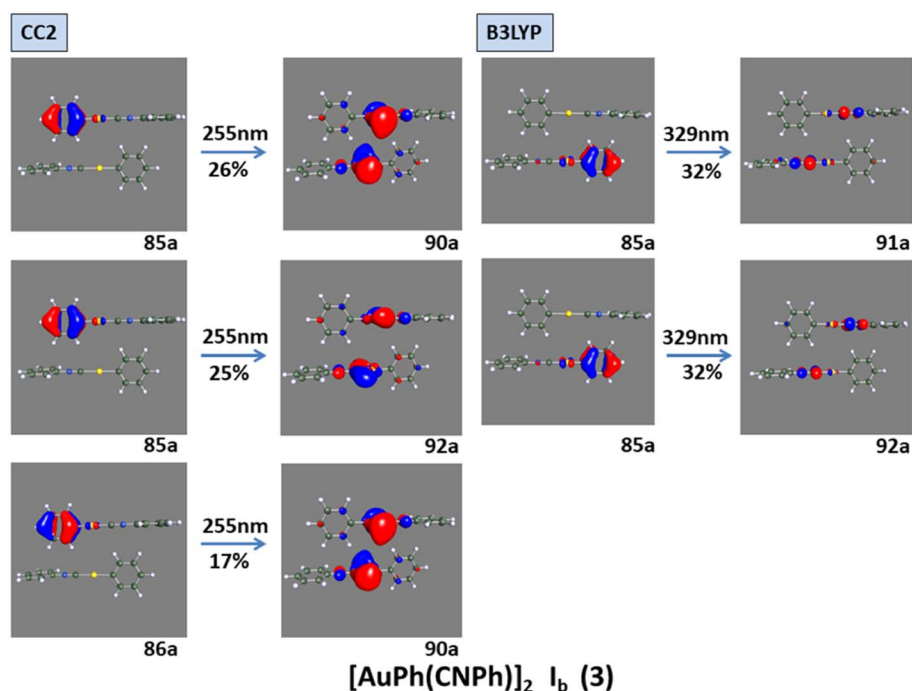 CC2
B3LYP
255nm
26%
85a
90a
329nm
32%
85a
91a
255nm
25%
85a
92a
329nm
32%
85a
92a
255nm
17%
86a
90a
[AuPh(CNPh)]₂ I_b (3)